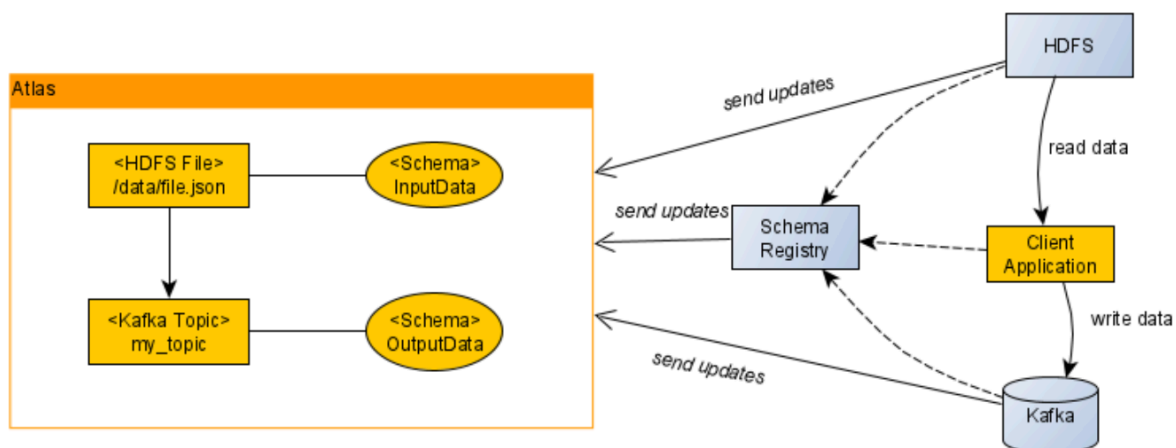 HDFS
Atlas
send updates
<HDFS File>
/data/file.json
<Schema>
InputData
read data
send updates
Schema
Registry
Client
Application
<Kafka Topic>
my_topic
<Schema>
OutputData
write data
send updates
Kafka